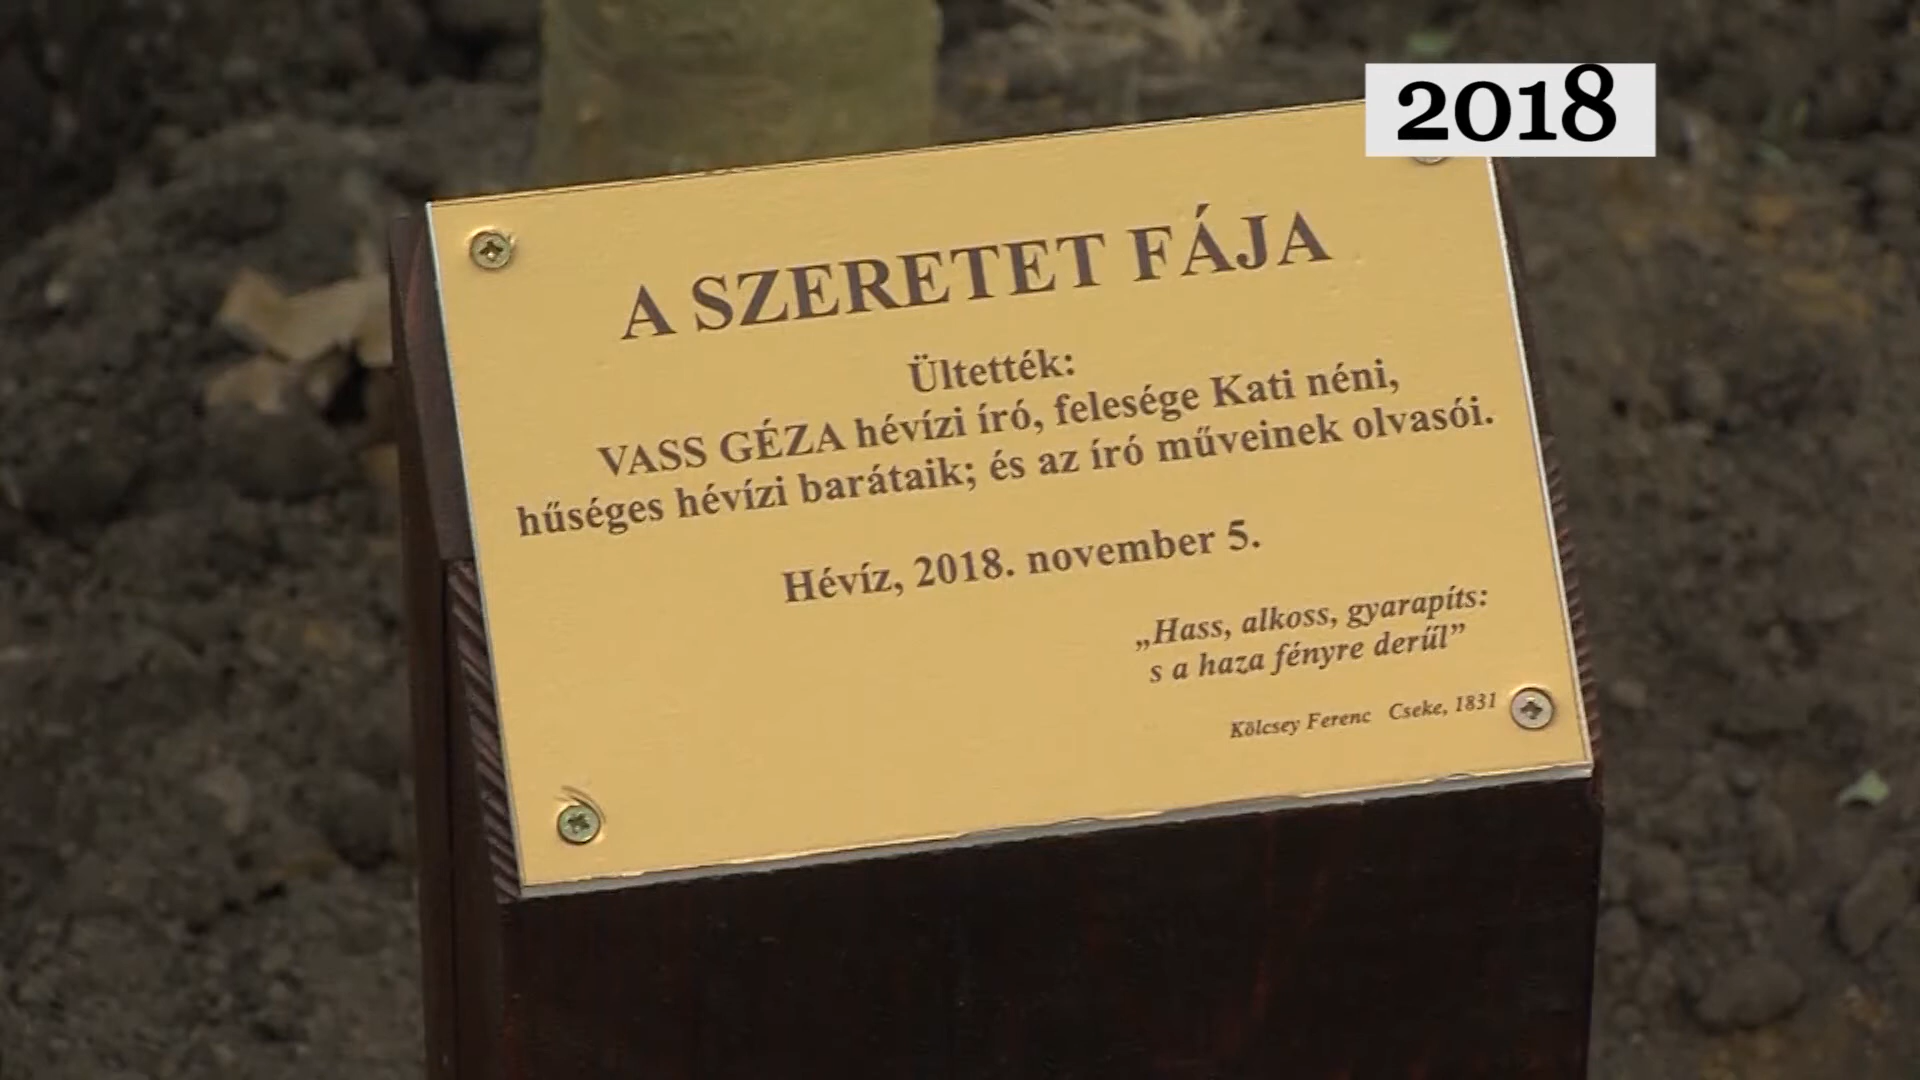 2018
A SZERETET FÁJA
Ültették:
VASS GÉZA hévízi író, felesége Kati néni,
hűséges hévízi barátaik; és az író műveinek olvasói.
Hévíz, 2018. november 5.
„Hass, alkoss, gyarapíts:
s a haza fényre derűl”
Kölcsey Ferenc Cseke, 1831